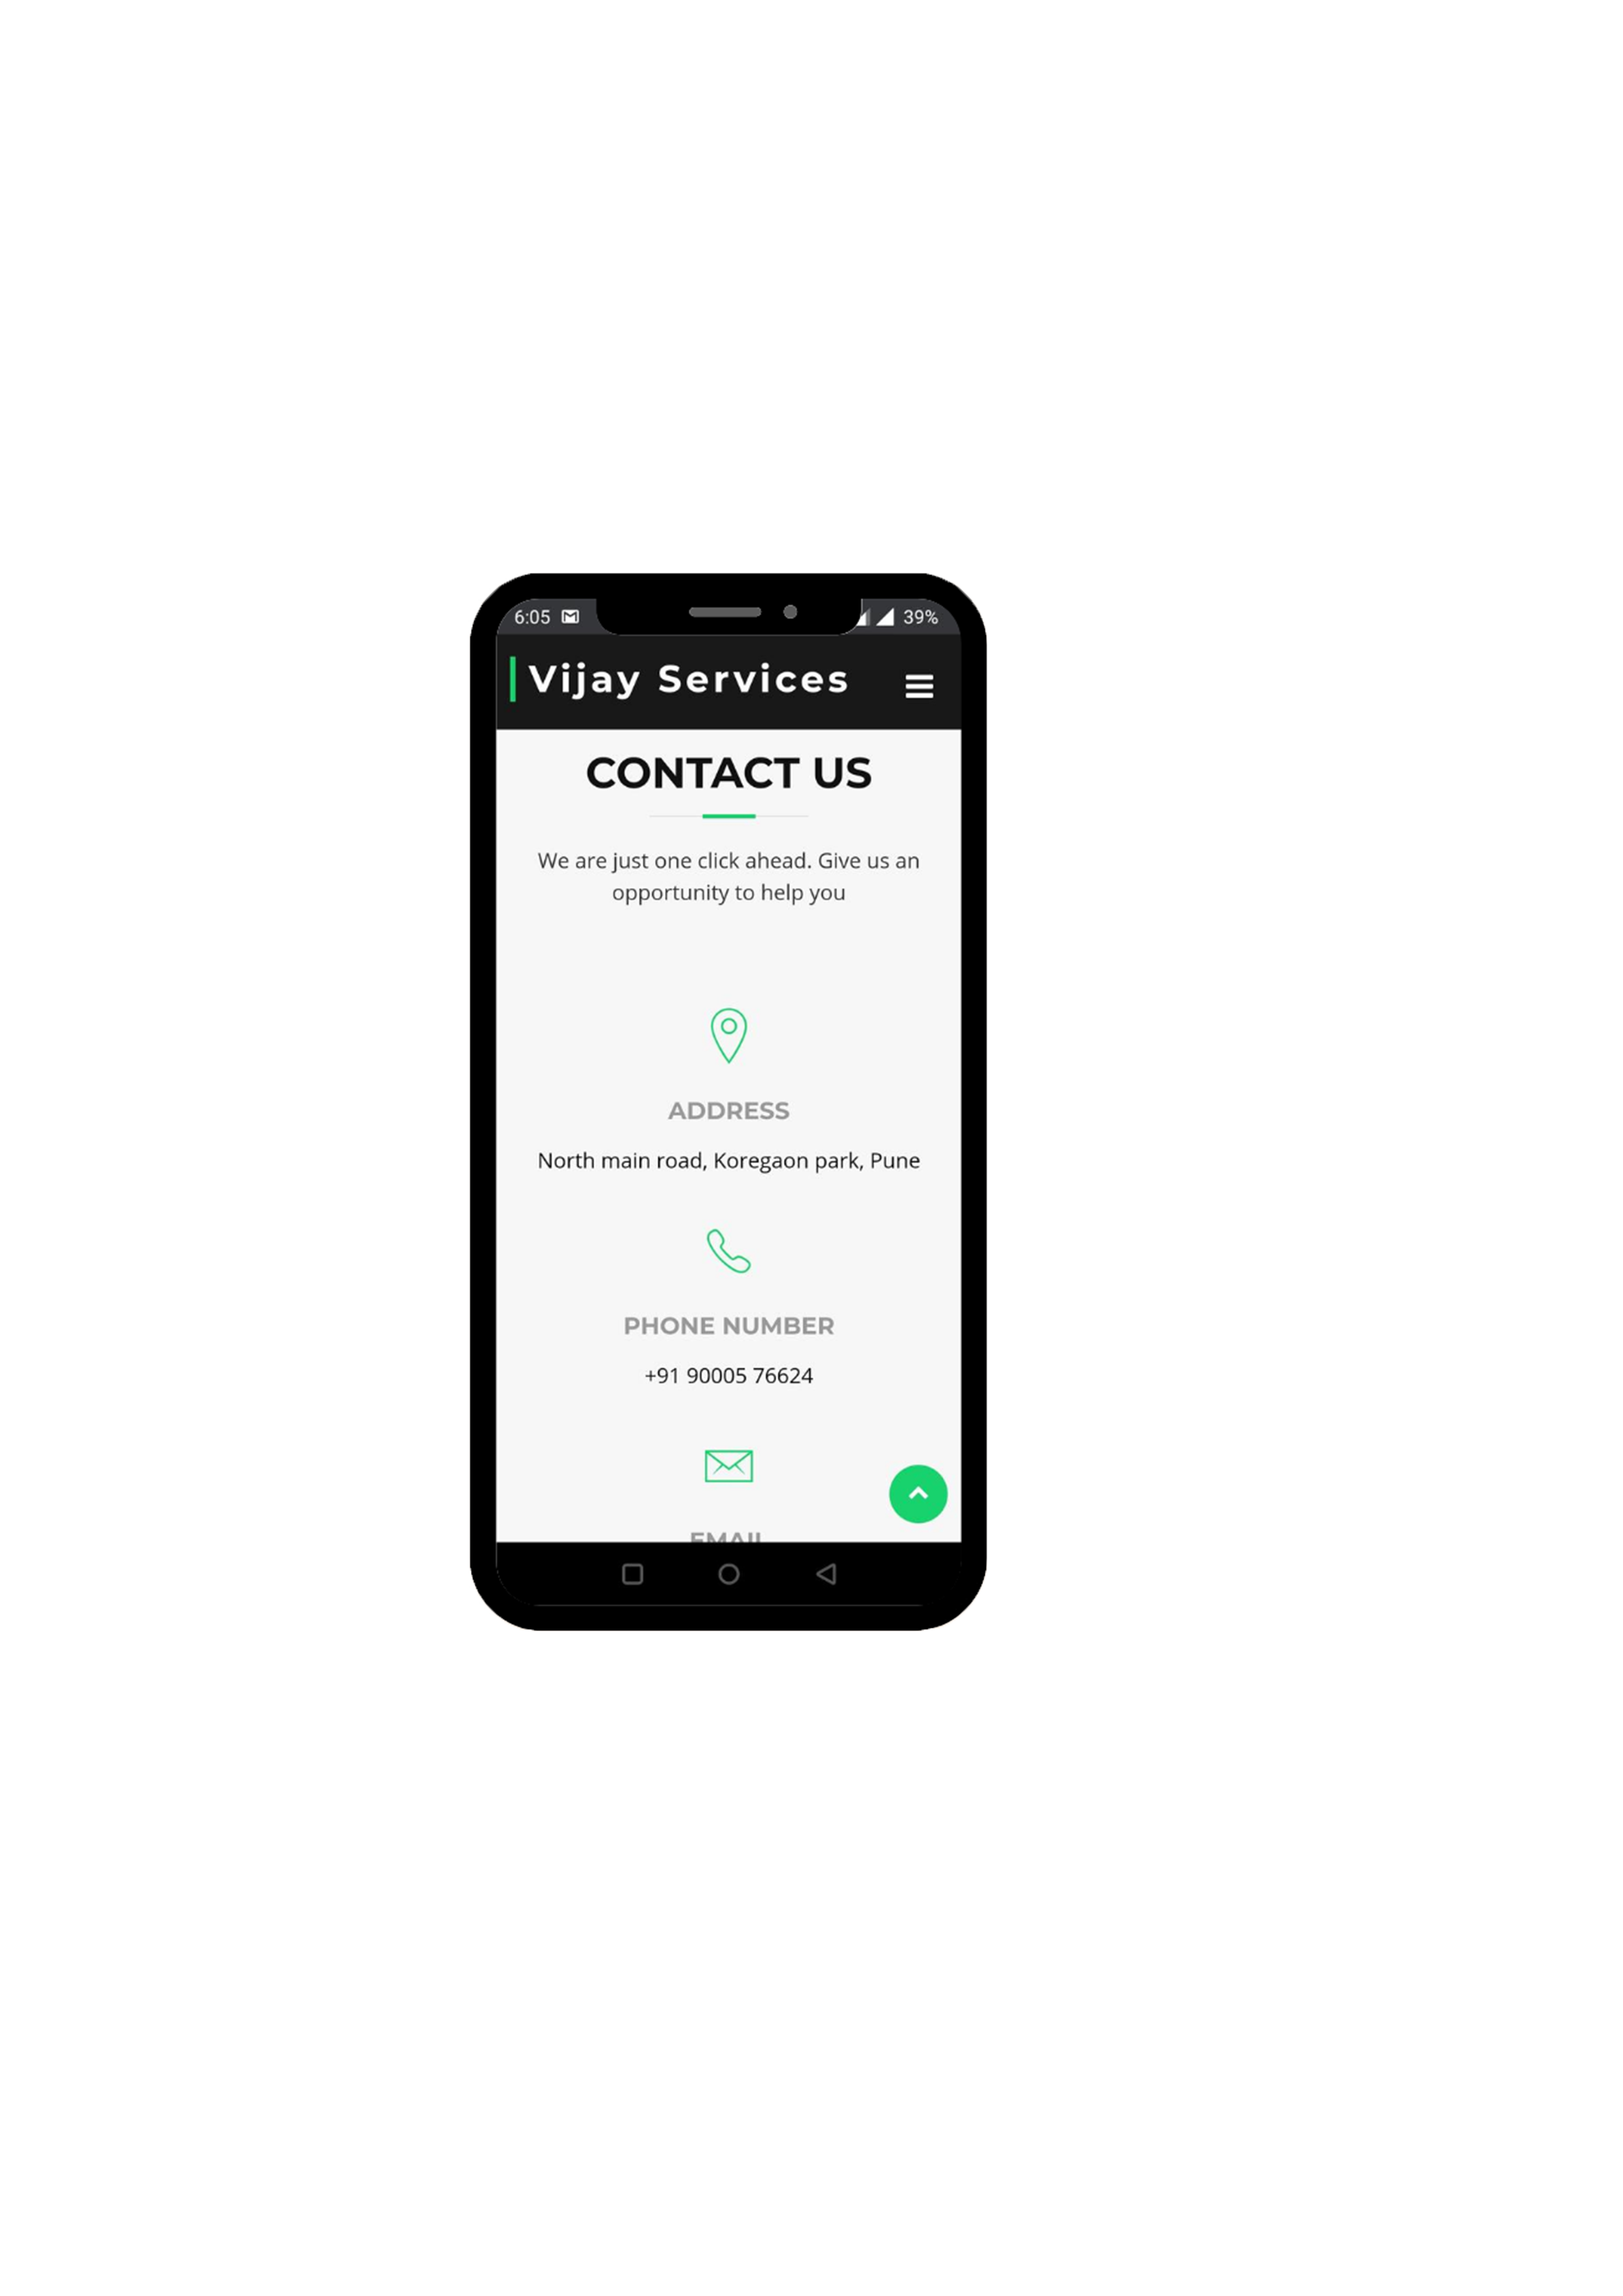 6:05 39%
Vijay Services
CONTACT US
We are just one click ahead. Give us an
opportunity to help you
ADDRESS
North main road, Koregaon park, Pune
PHONE NUMBER
+91 90005 76624
EMAIL